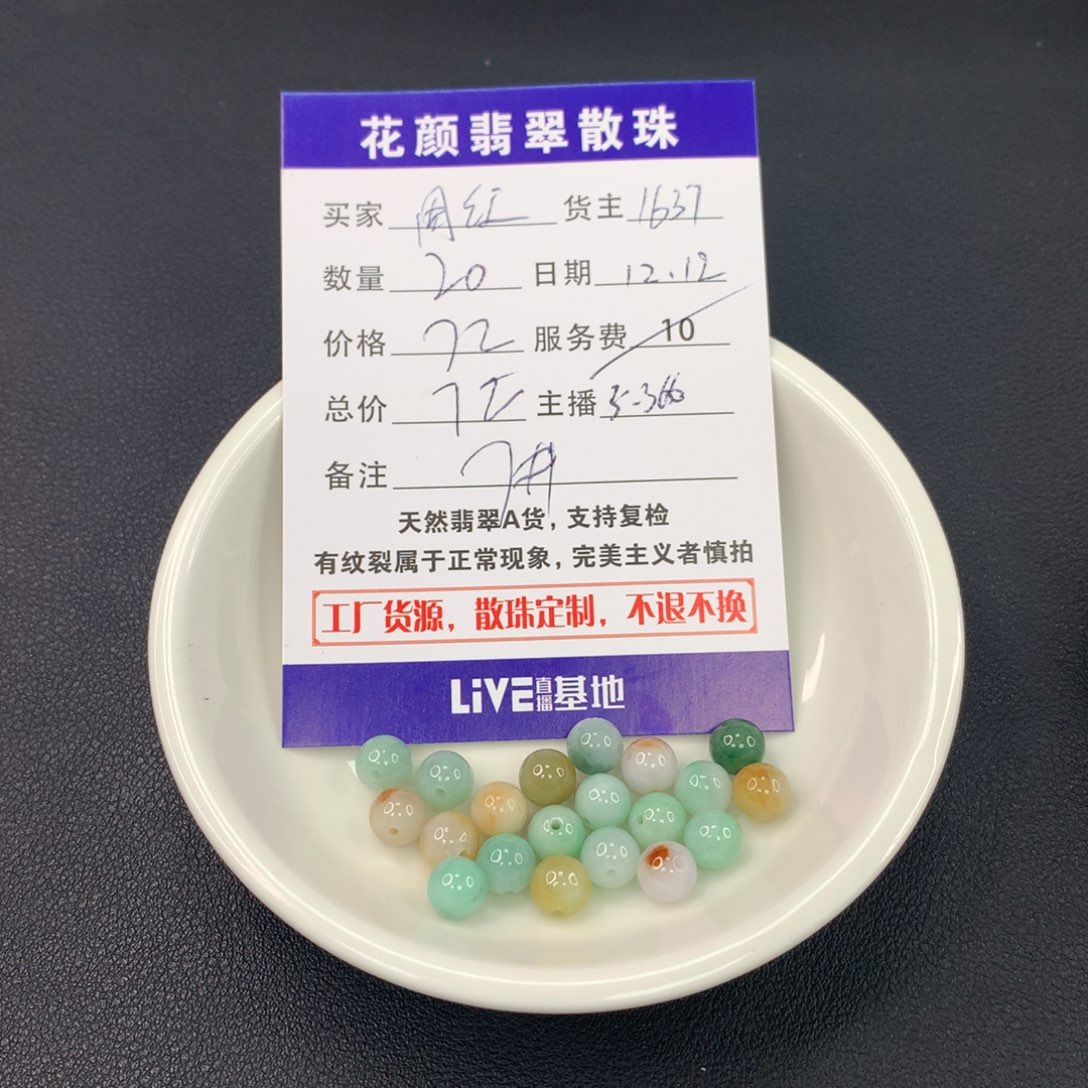 花颜翡翠散珠
买家 周红 货主 1637
数量 20 日期 12.12
价格 72 服务费 10
总价 主播 5-366
备注 7#
天然翡翠A货，支持复检
有纹裂属于正常现象，完美主义者慎拍
工厂货源，散珠定制，不退不换
LiVE直播基地